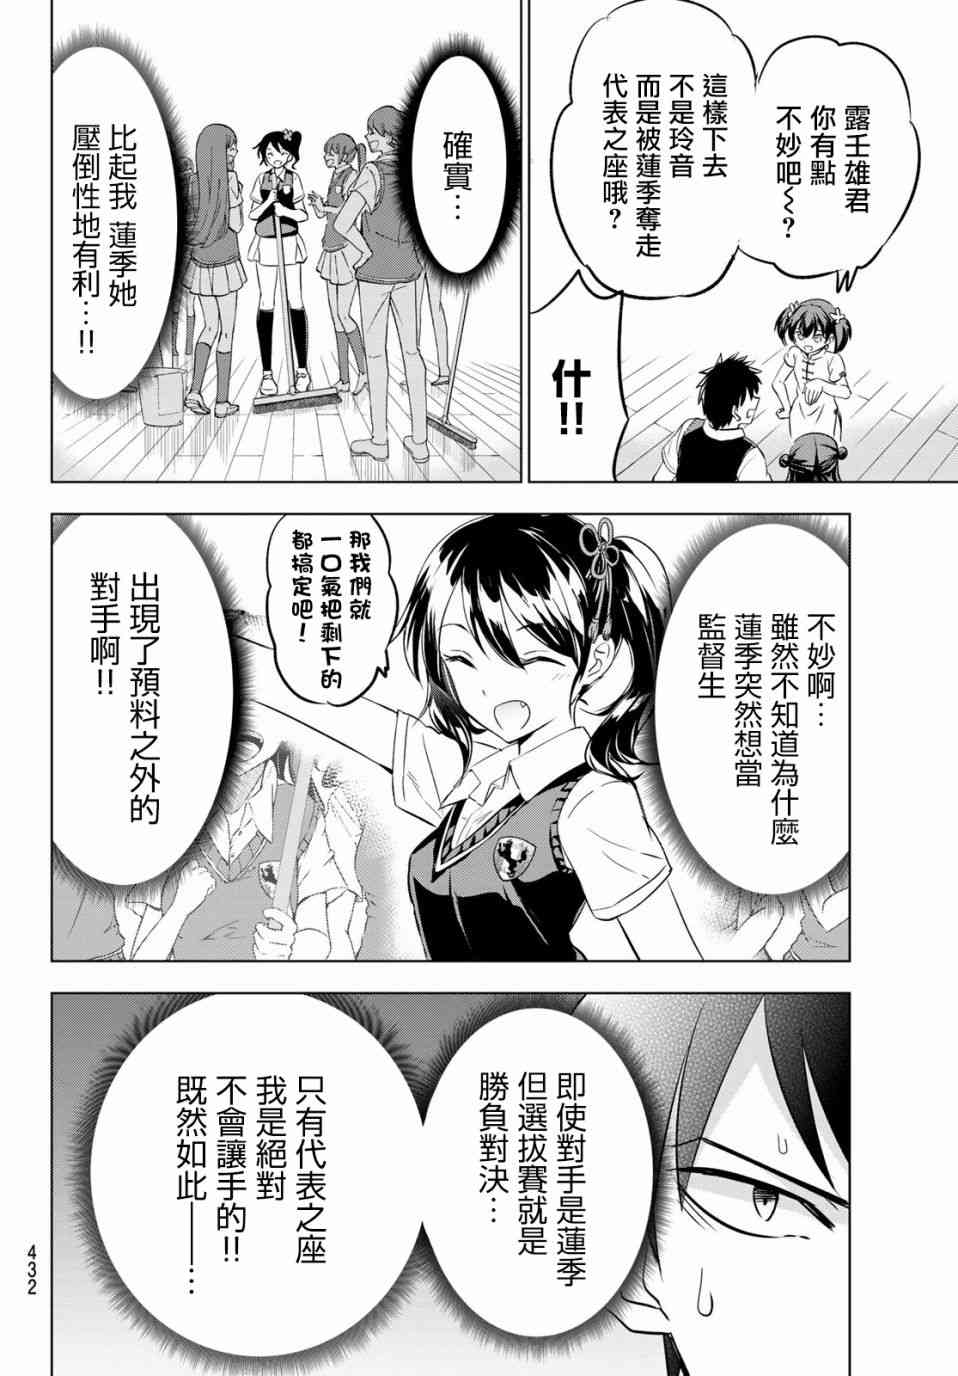 露壬雄君
你有點
不妙吧～？
這樣下去
不是玲音
而是被蓮季奪走
代表之座哦？
什!!
確實…
比起我 蓮季她
壓倒性地有利…!!
不妙啊…
雖然不知道為什麼
蓮季突然想當
監督生
那我們就
一口氣把剩下的
都搞定吧！
出現了預料之外的
對手啊!!
即使對手是蓮季
但選拔賽就是
勝負對決…
只有代表之座
我是絕對
不會讓手的!!
既然如此——
432